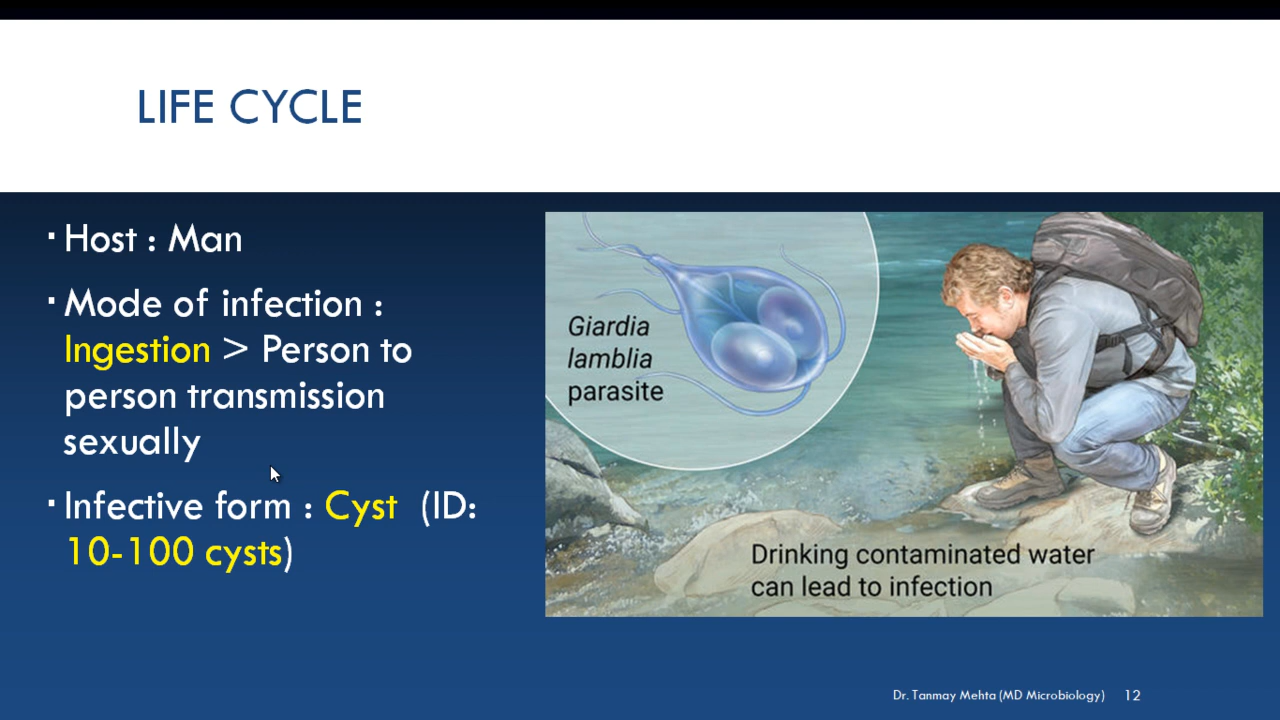 LIFE CYCLE
▪ Host : Man
▪ Mode of infection :
Ingestion > Person to
person transmission
sexually
▪ Infective form : Cyst (ID:
10-100 cysts)
Giardia
lamblia
parasite
Drinking contaminated water
can lead to infection
Dr. Tanmay Mehta (MD Microbiology) 12